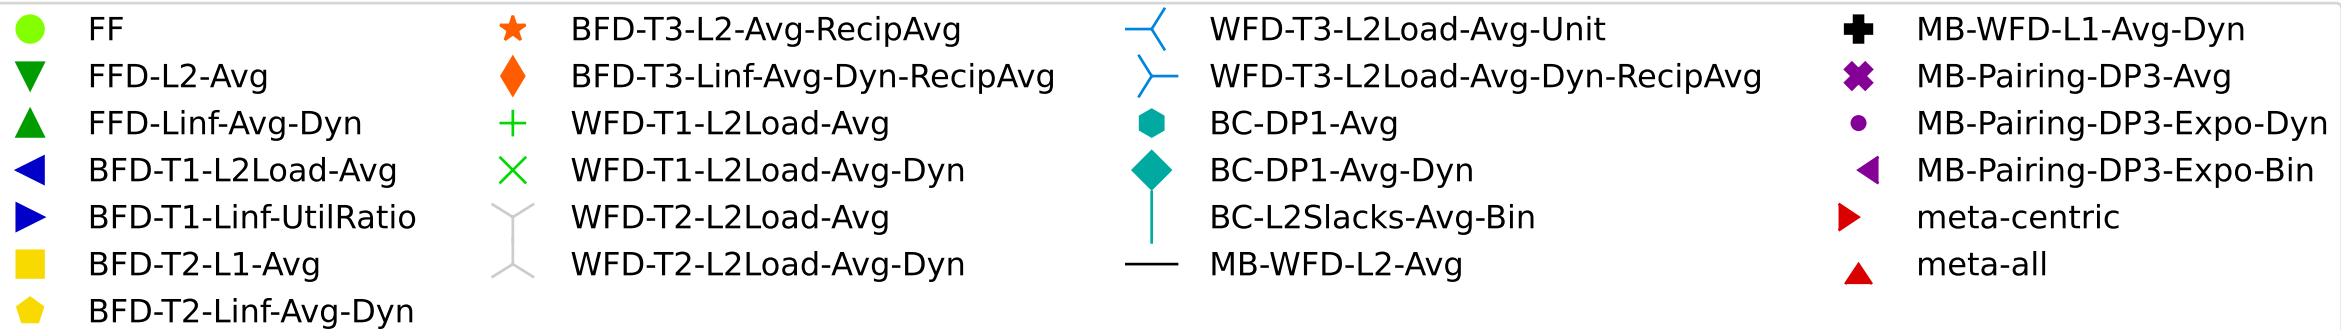 FF
FFD-L2-Avg
FFD-Linf-Avg-Dyn
BFD-T1-L2Load-Avg
BFD-T1-Linf-UtilRatio
BFD-T2-L1-Avg
BFD-T2-Linf-Avg-Dyn
BFD-T3-L2-Avg-RecipAvg
BFD-T3-Linf-Avg-Dyn-RecipAvg
WFD-T1-L2Load-Avg
WFD-T1-L2Load-Avg-Dyn
WFD-T2-L2Load-Avg
WFD-T2-L2Load-Avg-Dyn
WFD-T3-L2Load-Avg-Unit
WFD-T3-L2Load-Avg-Dyn-RecipAvg
BC-DP1-Avg
BC-DP1-Avg-Dyn
BC-L2Slacks-Avg-Bin
MB-WFD-L2-Avg
MB-WFD-L1-Avg-Dyn
MB-Pairing-DP3-Avg
MB-Pairing-DP3-Expo-Dyn
MB-Pairing-DP3-Expo-Bin
meta-centric
meta-all